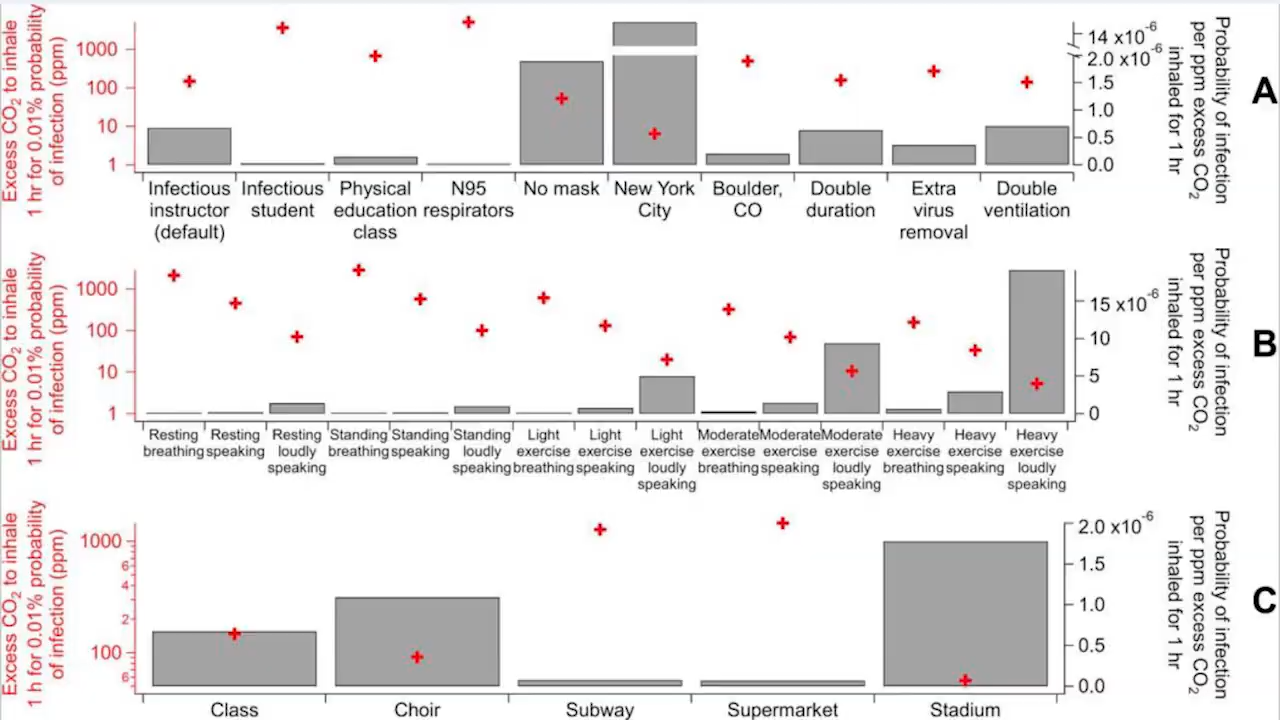 Excess CO2 to inhale
1 hr for 0.01% probability
of infection (ppm)
1000
100
10
1
14 x10-6
2.0 x10-6
1.5
1.0
0.5
0.0
Probability of infection
per ppm excess CO2
inhaled for 1 hr
A
Infectious
instructor
(default)
Infectious
student
Physical
education
class
N95
respirators
No mask
New York
City
Boulder,
CO
Double
duration
Extra
virus
removal
Double
ventilation
Excess CO2 to inhale
1 hr for 0.01% probability
of infection (ppm)
1000
100
10
1
15 x10-6
10
5
0
Probability of infection
per ppm excess CO2
inhaled for 1 hr
B
Resting
breathing
Resting
speaking
Resting
loudly
speaking
Standing
breathing
Standing
speaking
Standing
loudly
speaking
Light
exercise
breathing
Light
exercise
speaking
Light
exercise
loudly
speaking
Moderate
exercise
breathing
Moderate
exercise
speaking
Moderate
exercise
loudly
speaking
Heavy
exercise
breathing
Heavy
exercise
speaking
Heavy
exercise
loudly
speaking
Excess CO2 to inhale
1 h for 0.01% probability
of infection (ppm)
1000
6
4
2
100
6
2.0 x10-6
1.5
1.0
0.5
0.0
Probability of infection
per ppm excess CO2
inhaled for 1 hr
C
Class
Choir
Subway
Supermarket
Stadium